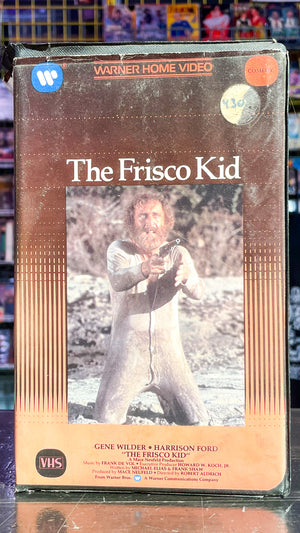 WARNER HOME VIDEO
COMEDY
430
The Frisco Kid
GENE WILDER • HARRISON FORD
"THE FRISCO KID"
A Mace Neufeld Production
Music by FRANK DE VOL • Executive Producer HOWARD W. KOCH, JR.
Written by MICHAEL ELIAS & FRANK SHAW
Produced by MACE NEUFELD • Directed by ROBERT ALDRICH
From Warner Bros. A Warner Communications Company
VHS